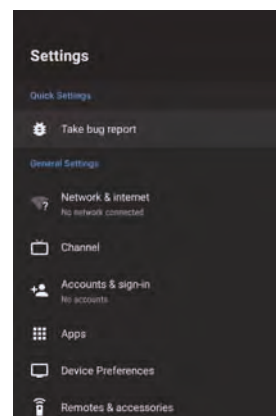 Settings
Quick Settings
Take bug report
General Settings
Network & internet
No network connected
Channel
Accounts & sign-in
No accounts
Apps
Device Preferences
Remotes & accessories